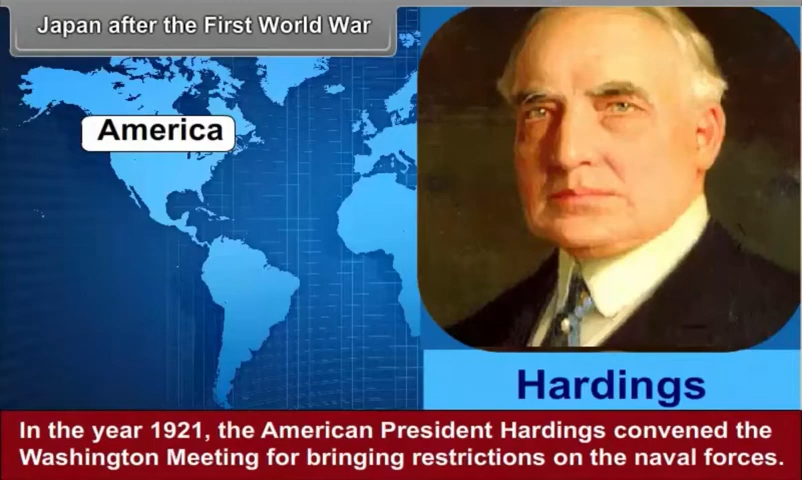 Japan after the First World War
America
Hardings
In the year 1921, the American President Hardings convened the
Washington Meeting for bringing restrictions on the naval forces.